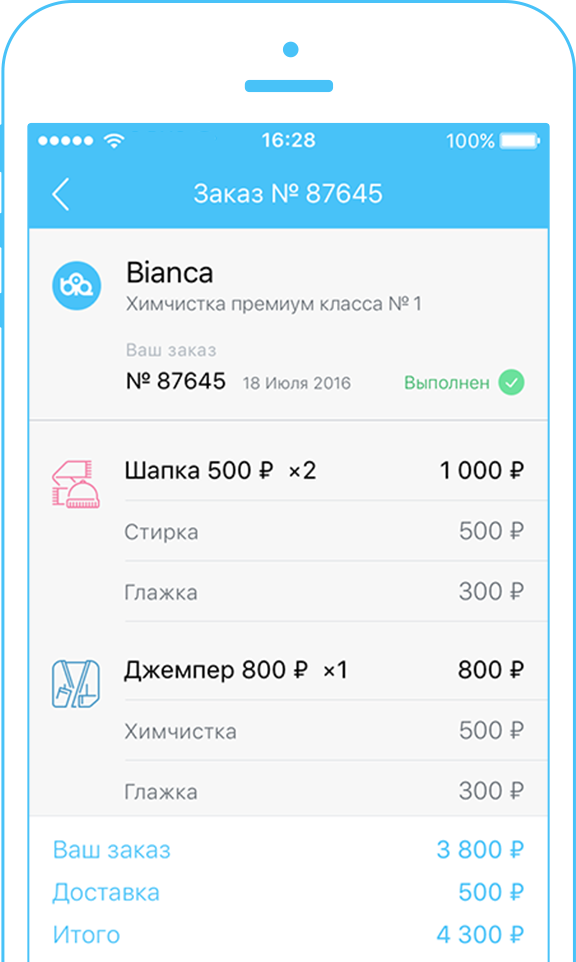 16:28 100%
Заказ № 87645
bia
Bianca
Химчистка премиум класса № 1
Ваш заказ
№ 87645 18 Июля 2016 Выполнен
Шапка 500 ₽ ×2 1 000 ₽
Стирка 500 ₽
Глажка 300 ₽
Джемпер 800 ₽ ×1 800 ₽
Химчистка 500 ₽
Глажка 300 ₽
Ваш заказ 3 800 ₽
Доставка 500 ₽
Итого 4 300 ₽